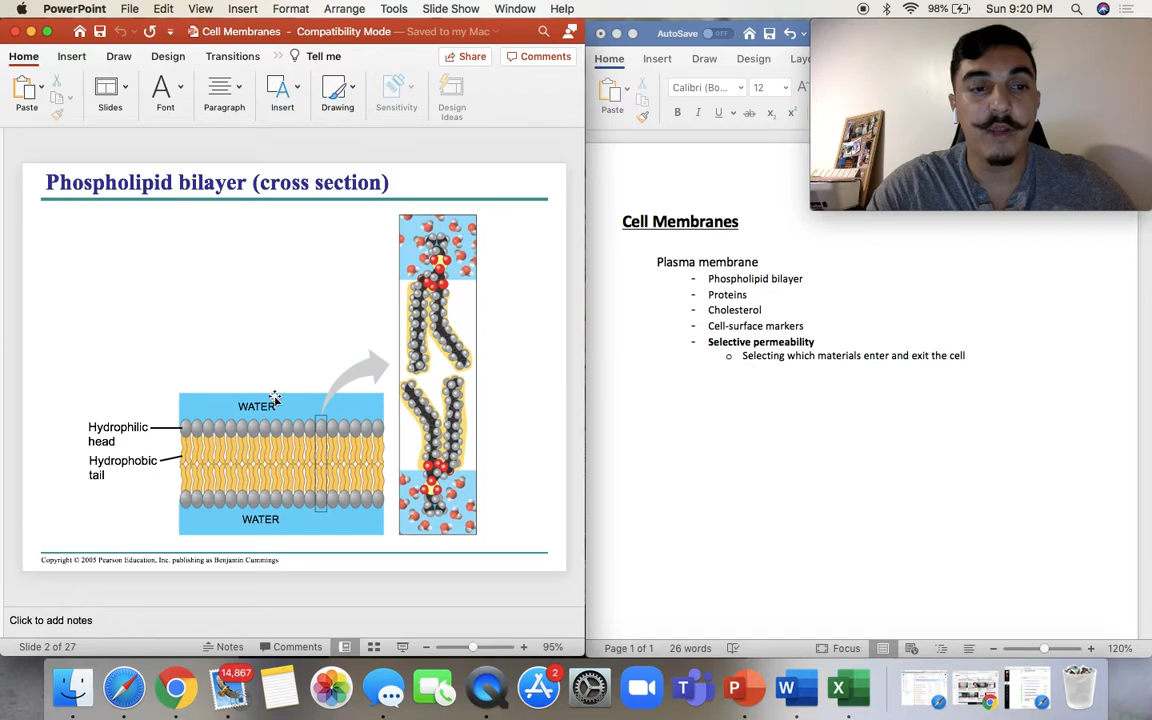 PowerPoint File Edit View Insert Format Arrange Tools Slide Show Window Help 98% Sun 9:20 PM
Cell Membranes - Compatibility Mode — Saved to my Mac
Home Insert Draw Design Transitions Tell me Share Comments
Paste Slides Font Paragraph Insert Drawing Sensitivity Design Ideas
Phospholipid bilayer (cross section)
WATER
Hydrophilic
head
Hydrophobic
tail
WATER
Copyright © 2005 Pearson Education, Inc. publishing as Benjamin Cummings
Click to add notes
Slide 2 of 27 Notes Comments 95%
AutoSave OFF
Home Insert Draw Design
Paste Calibri (Bo... 12
B I U ab x₂ x²
Cell Membranes
Plasma membrane
- Phospholipid bilayer
- Proteins
- Cholesterol
- Cell-surface markers
- Selective permeability
o Selecting which materials enter and exit the cell
Page 1 of 1 26 words Focus 120%
14,867
2